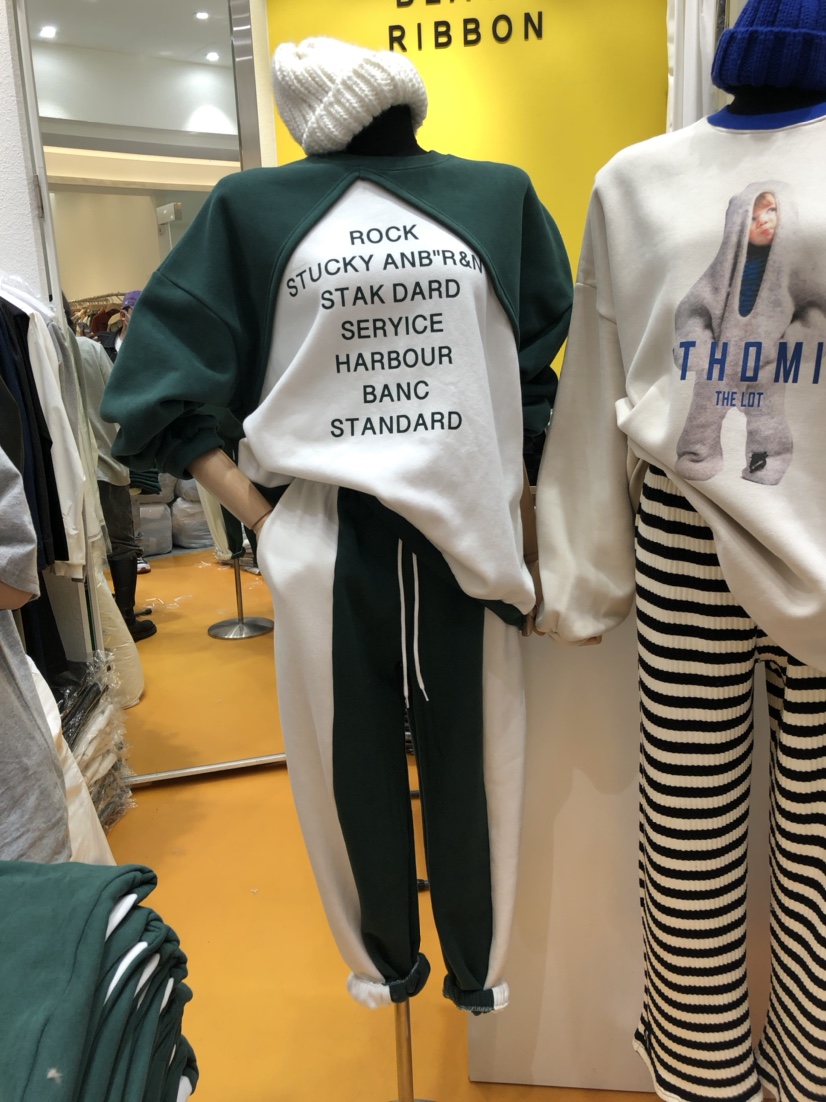 RIBBON
ROCK
STUCKY ANB"R&N
STAK DARD
SERYICE
HARBOUR
BANC
STANDARD
THOMI
THE LOT